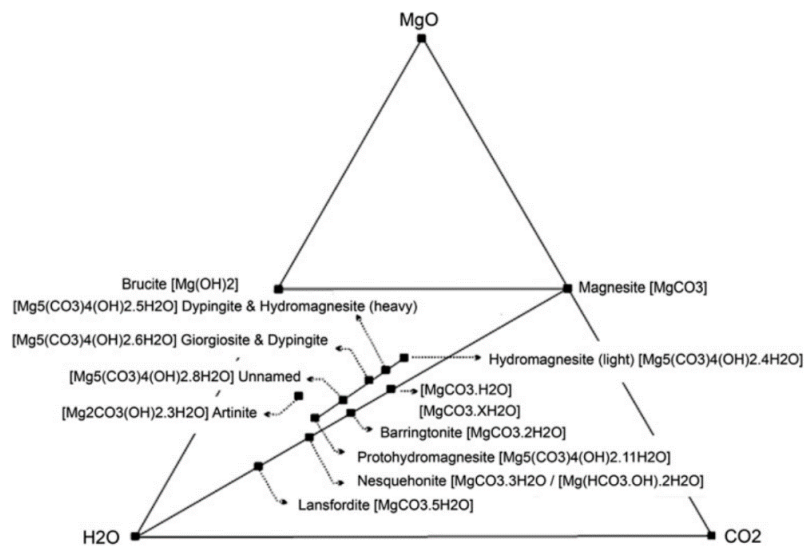 MgO
Brucite [Mg(OH)2]
Magnesite [MgCO3]
[Mg5(CO3)4(OH)2.5H2O] Dypingite & Hydromagnesite (heavy)
[Mg5(CO3)4(OH)2.6H2O] Giorgiosite & Dypingite
Hydromagnesite (light) [Mg5(CO3)4(OH)2.4H2O]
[Mg5(CO3)4(OH)2.8H2O] Unnamed
[MgCO3.H2O]
[MgCO3.XH2O]
[Mg2CO3(OH)2.3H2O] Artinite
Barringtonite [MgCO3.2H2O]
Protohydromagnesite [Mg5(CO3)4(OH)2.11H2O]
Nesquehonite [MgCO3.3H2O / [Mg(HCO3.OH).2H2O]
Lansfordite [MgCO3.5H2O]
H2O
CO2